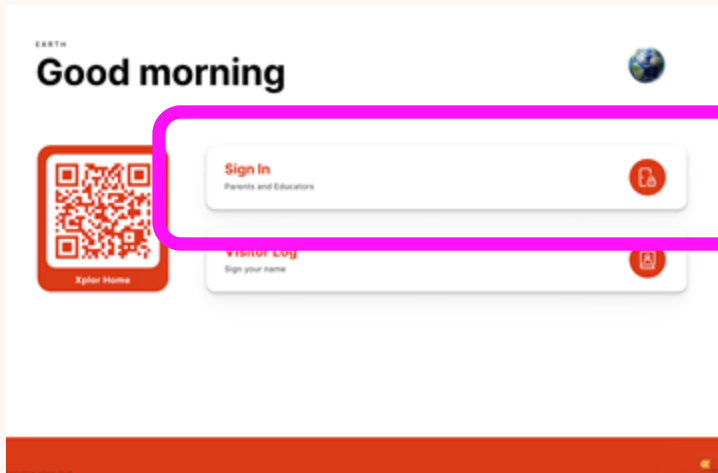 EARTH
Good morning
Sign In
Parents and Educators
Visitor Log
Sign your name
Xplor Home